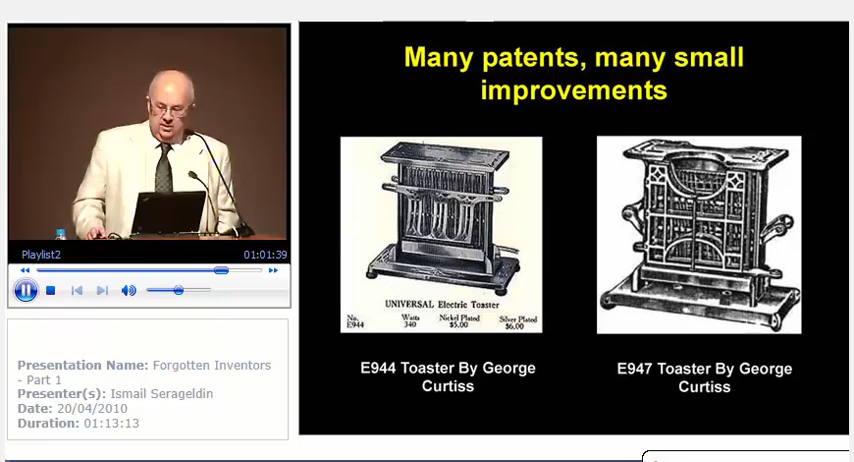 Many patents, many small
improvements
Playlist2
01:01:39
UNIVERSAL Electric Toaster
No. Watts Nickel Plated Silver Plated
E944 340 $5.00 $6.00
E944 Toaster By George
Curtiss
E947 Toaster By George
Curtiss
Presentation Name: Forgotten Inventors
- Part 1
Presenter(s): Ismail Serageldin
Date: 20/04/2010
Duration: 01:13:13